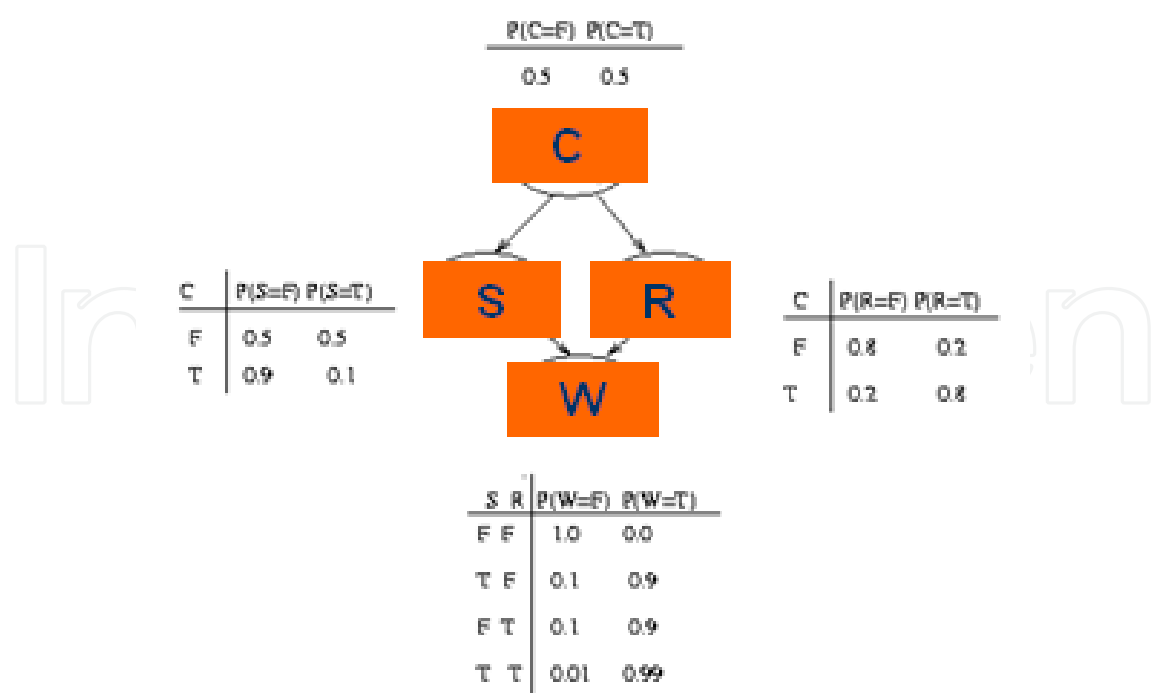 P(C=F) P(C=T)
0.5 0.5
C
S R
C P(S=F) P(S=T)
F 0.5 0.5
T 0.9 0.1
C P(R=F) P(R=T)
F 0.8 0.2
T 0.2 0.8
W
S R P(W=F) P(W=T)
F F 1.0 0.0
T F 0.1 0.9
F T 0.1 0.9
T T 0.01 0.99